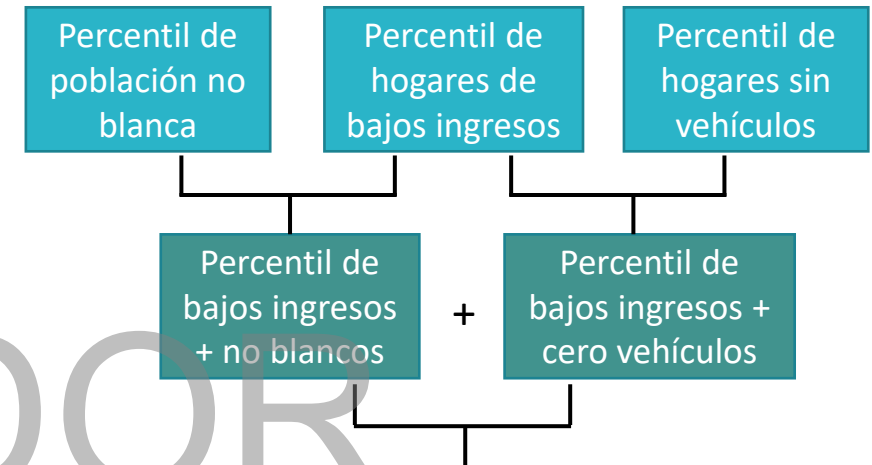 Percentil de
población no
blanca
Percentil de
hogares de
bajos ingresos
Percentil de
hogares sin
vehículos
Percentil de
bajos ingresos
+ no blancos
+
Percentil de
bajos ingresos +
cero vehículos
DOR